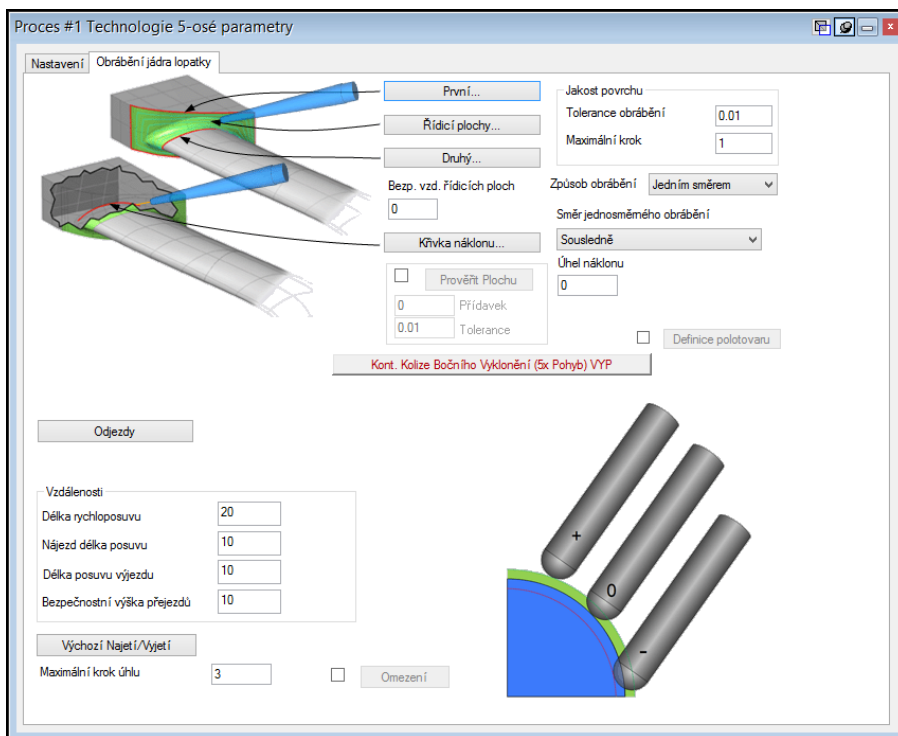 Proces #1 Technologie 5-osé parametry
Nastavení
Obrábění jádra lopatky
První...
Řídicí plochy...
Druhý...
Bezp. vzd. řídicích ploch
0
Křivka náklonu...
Prověřit Plochu
0 Přídavek
0.01 Tolerance
Jakost povrchu
Tolerance obrábění 0.01
Maximální krok 1
Způsob obrábění Jedním směrem
Směr jednosměrného obrábění
Sousledně
Úhel náklonu
0
Definice polotovaru
Kont. Kolize Bočního Vyklonění (5x Pohyb) VYP
Odjezdy
Vzdálenosti
Délka rychloposuvu 20
Nájezd délka posuvu 10
Délka posuvu výjezdu 10
Bezpečnostní výška přejezdů 10
Výchozí Najetí/Vyjetí
Maximální krok úhlu 3
Omezení
+
0
-